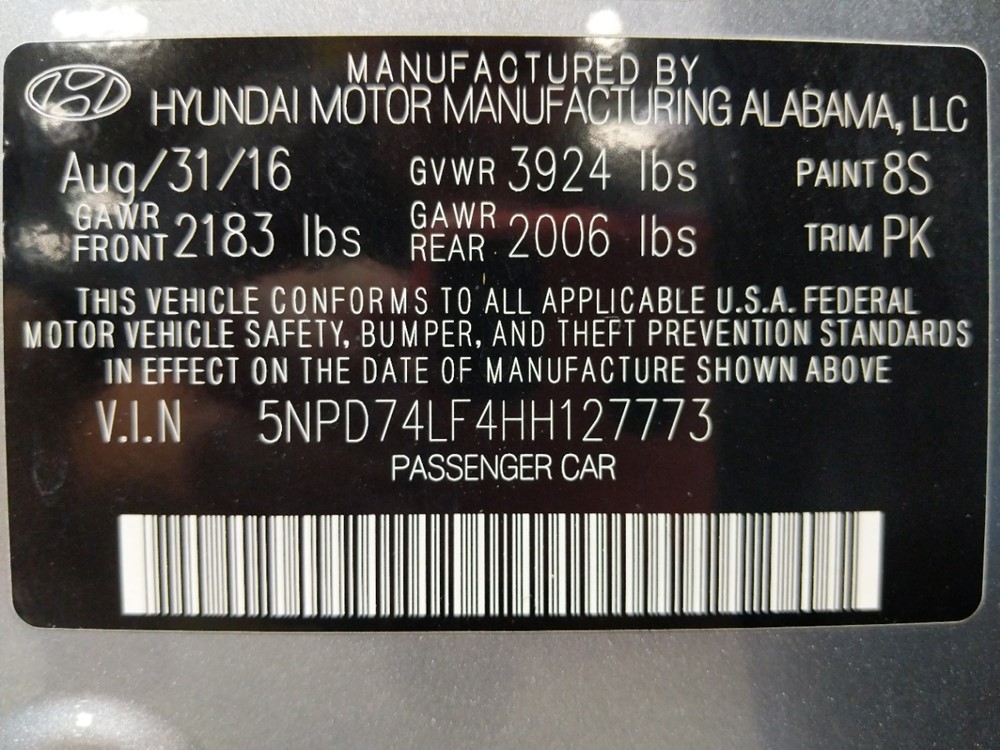 MANUFACTURED BY
HYUNDAI MOTOR MANUFACTURING ALABAMA, LLC
Aug/31/16 GVWR 3924 lbs PAINT 8S
GAWR FRONT 2183 lbs GAWR REAR 2006 lbs TRIM PK
THIS VEHICLE CONFORMS TO ALL APPLICABLE U.S.A. FEDERAL
MOTOR VEHICLE SAFETY, BUMPER, AND THEFT PREVENTION STANDARDS
IN EFFECT ON THE DATE OF MANUFACTURE SHOWN ABOVE
V.I.N 5NPD74LF4HH127773
PASSENGER CAR